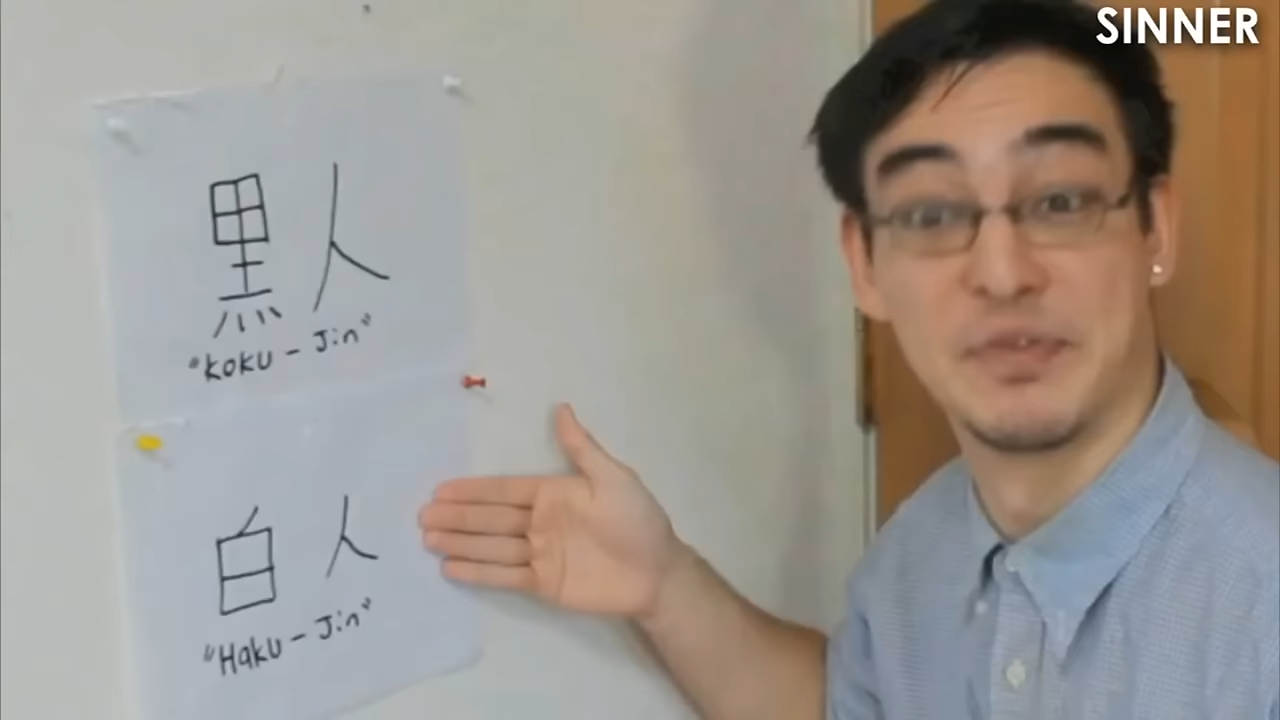 SINNER
黒人
"KOKU - Jin"
白人
"HAKU - Jin"